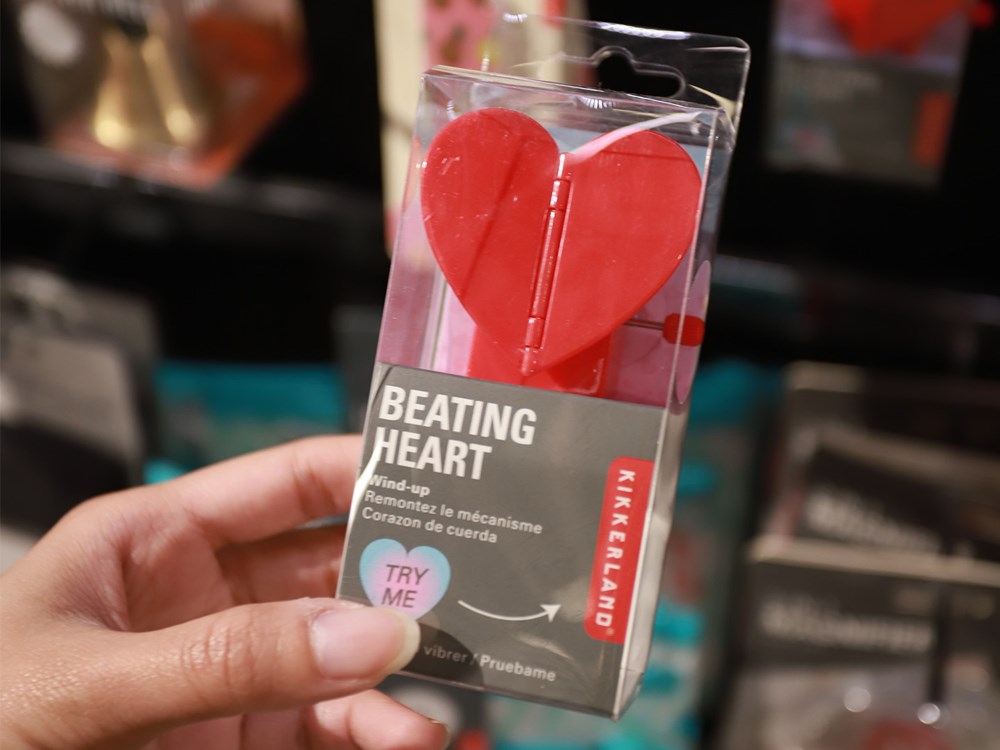 BEATING
HEART
Wind-up
Remontez le mécanisme
Corazon de cuerda
TRY
ME
vibrer / Pruebame
KIKKERLAND®